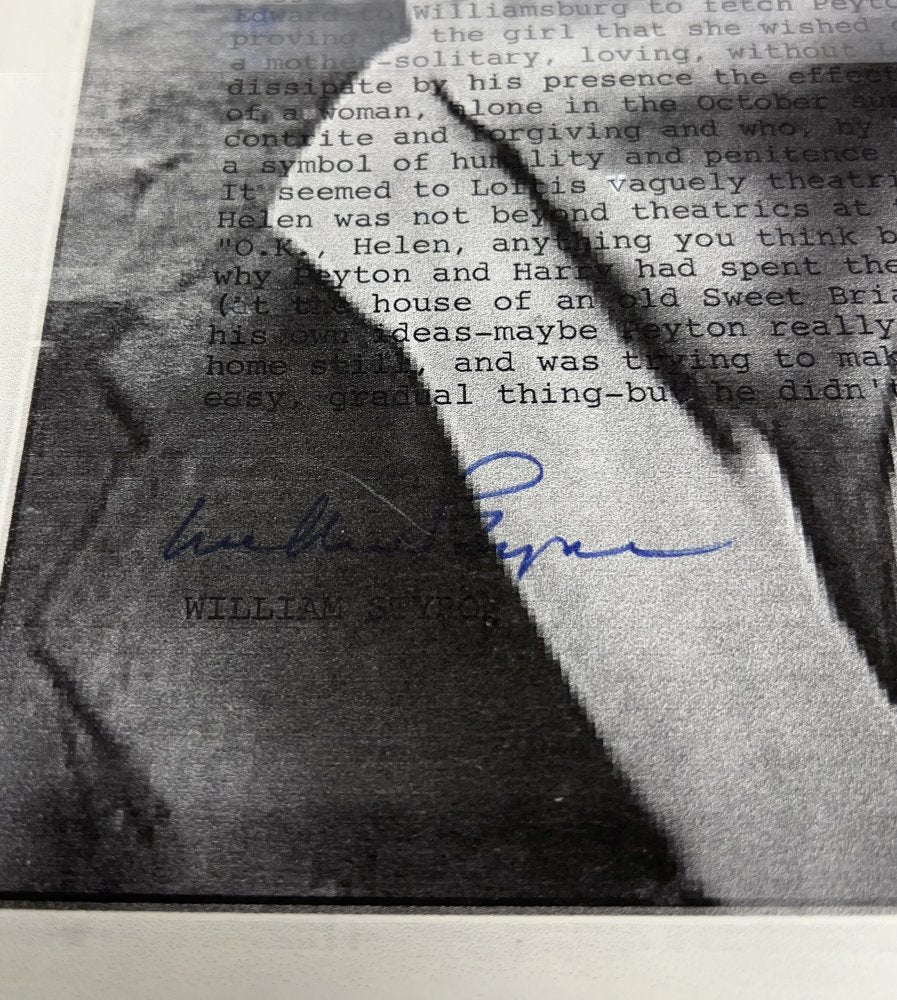 Edward to Williamsburg to fetch Peyto
proving to the girl that she wished
a mother-solitary, loving, without
dissipate by his presence the effect
of a woman, alone in the October sun
contrite and forgiving and who, by
a symbol of humility and penitence
It seemed to Loftis vaguely theatri
Helen was not beyond theatrics at
"O.K., Helen, anything you think b
why Peyton and Harry had spent the
(at the house of an old Sweet Bria
his own ideas-maybe Peyton really
home still, and was trying to mak
easy, gradual thing-but he didn't
William Styron
WILLIAM STYRON